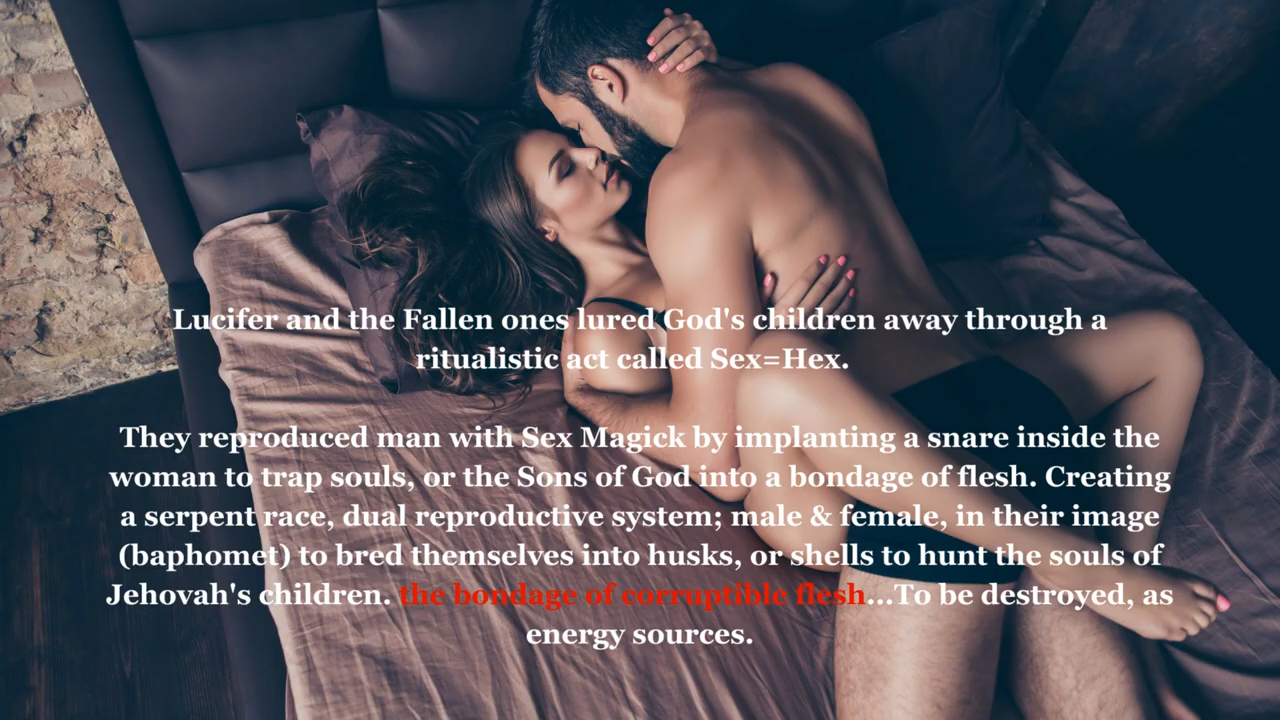 Lucifer and the Fallen ones lured God's children away through a
ritualistic act called Sex=Hex.
They reproduced man with Sex Magick by implanting a snare inside the
woman to trap souls, or the Sons of God into a bondage of flesh. Creating
a serpent race, dual reproductive system; male & female, in their image
(baphomet) to bred themselves into husks, or shells to hunt the souls of
Jehovah's children. the bondage of corruptible flesh...To be destroyed, as
energy sources.